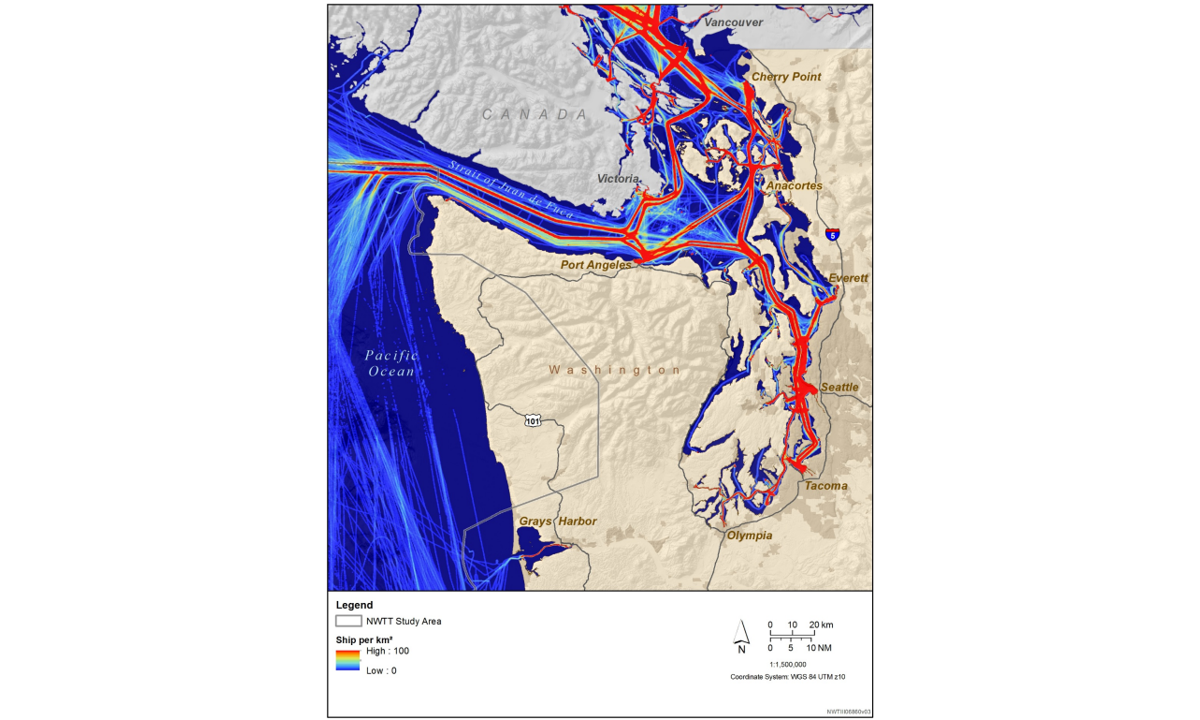 Vancouver
Cherry Point
CANADA
Strait of Juan de Fuca
Victoria
Anacortes
5
Port Angeles
Everett
Pacific
Ocean
Washington
Seattle
101
Tacoma
Grays Harbor
Olympia
Legend
NWTT Study Area
Ship per km²
High : 100
Low : 0
N
0 10 20 km
0 5 10 NM
1:1,500,000
Coordinate System: WGS 84 UTM z10